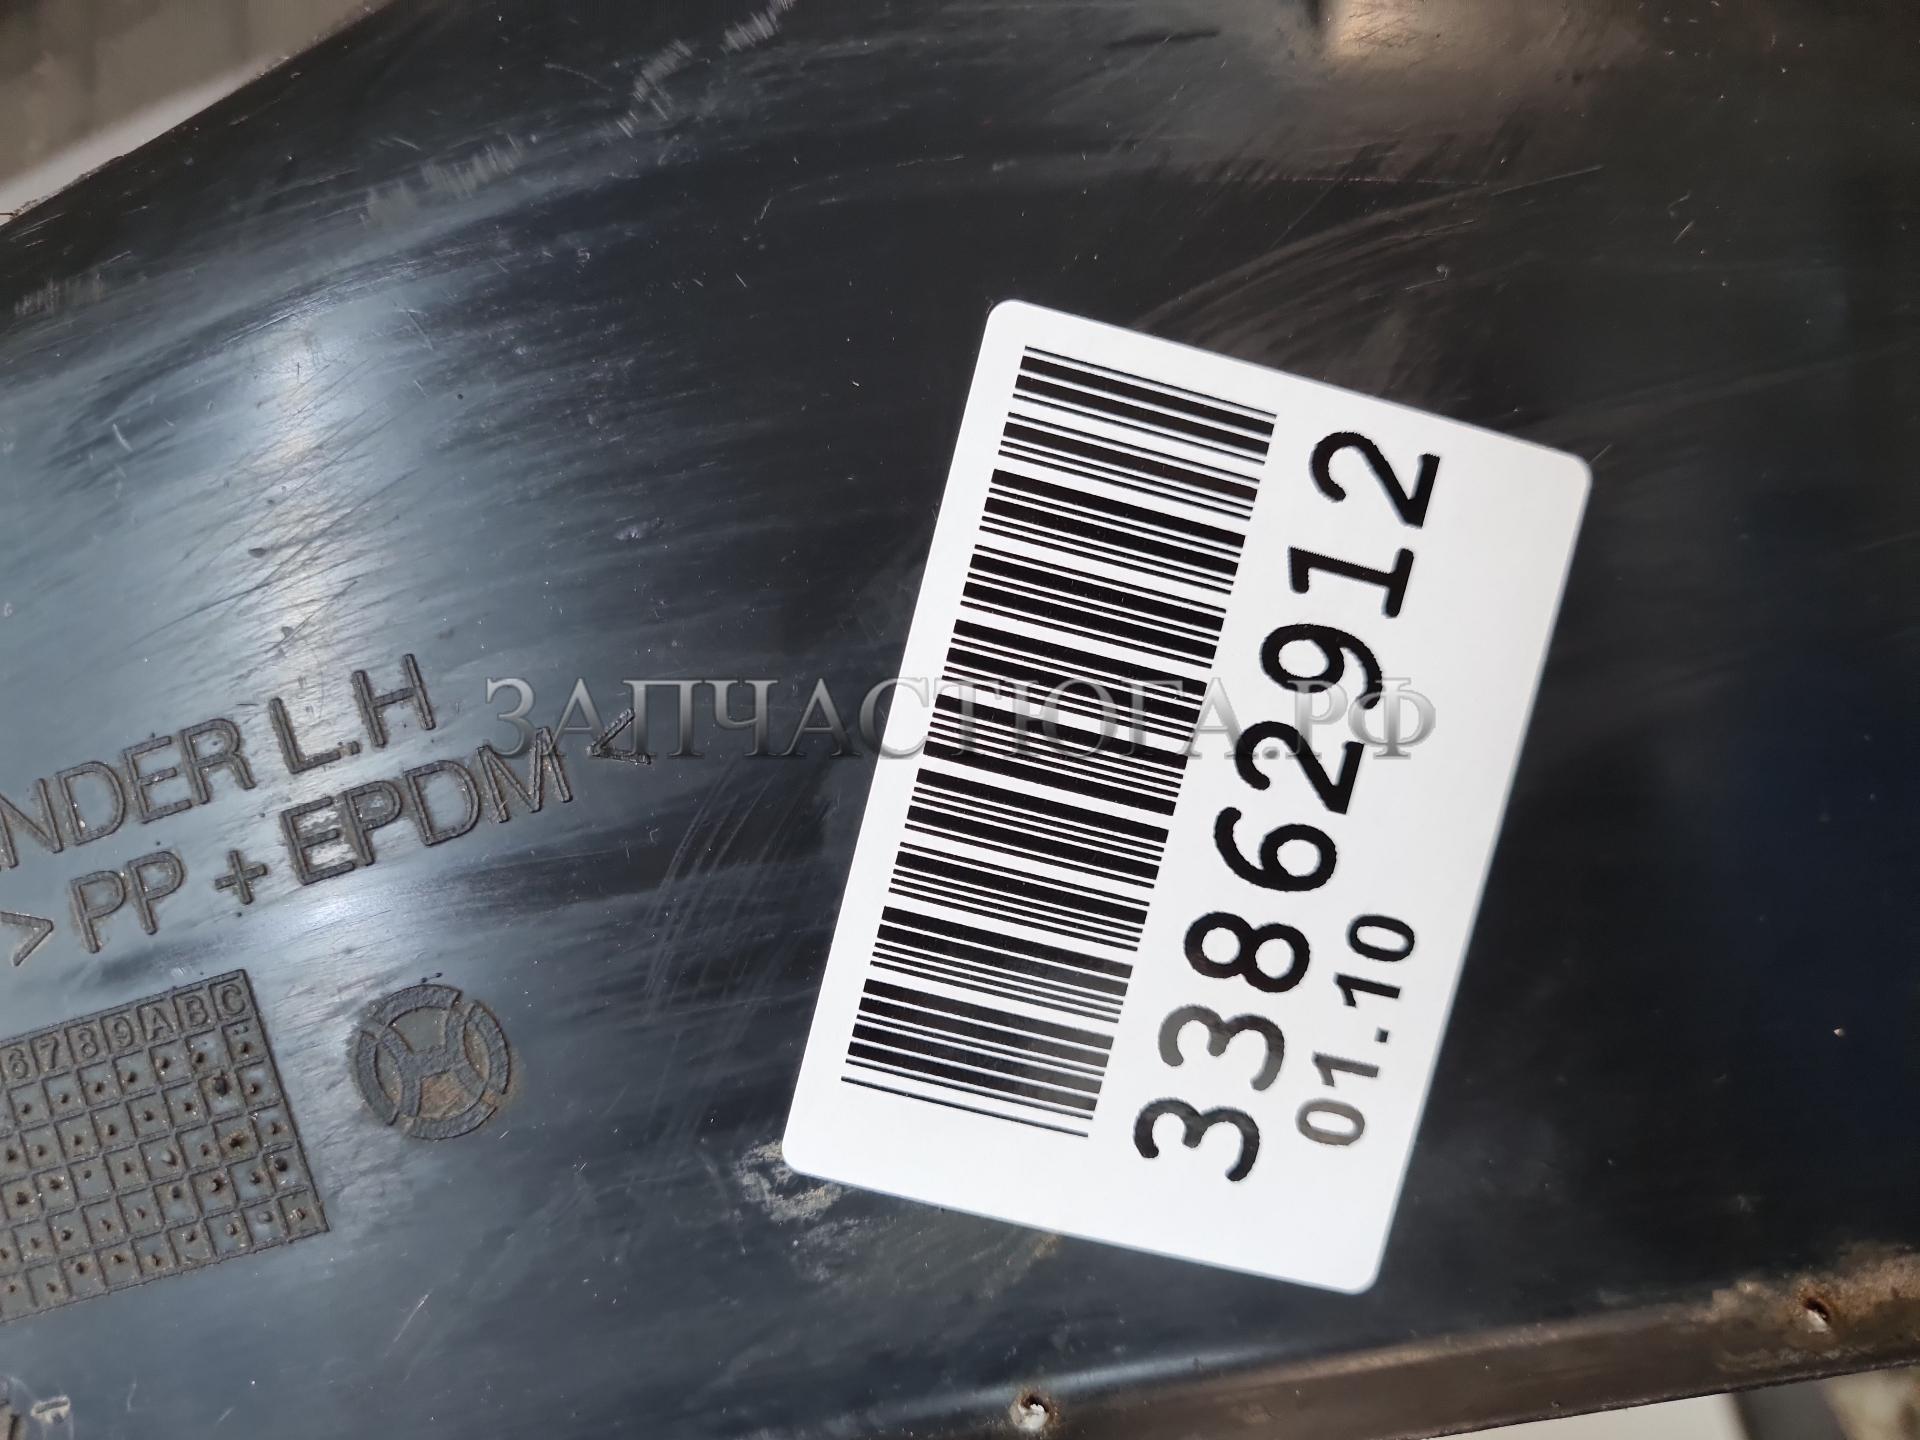 ЗАПЧАСТЮГА.РФ
NDER L.H
>PP + EPDM<
6789ABC
33862912
01.10